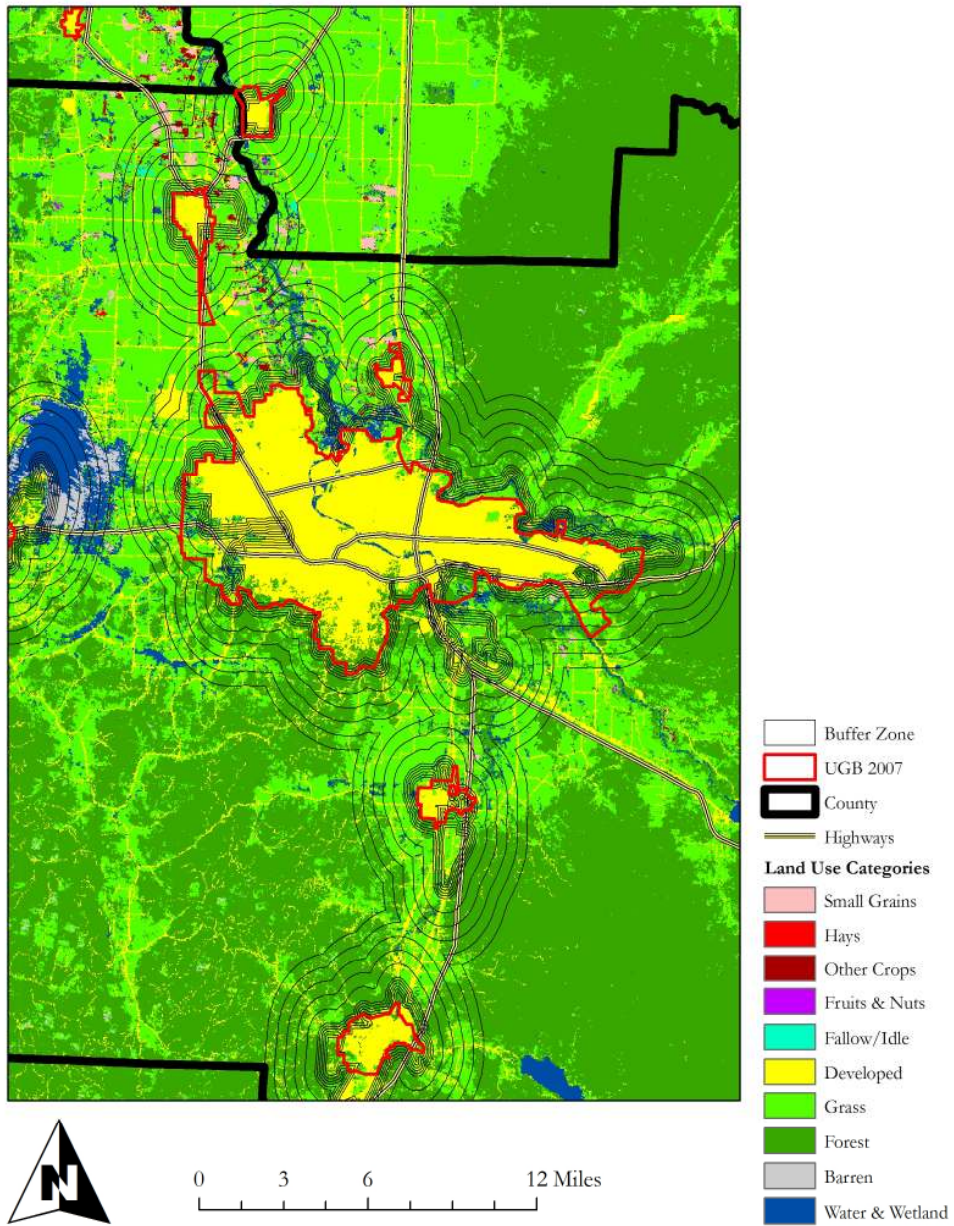 Buffer Zone
UGB 2007
County
Highways
Land Use Categories
Small Grains
Hays
Other Crops
Fruits & Nuts
Fallow/Idle
Developed
Grass
Forest
Barren
Water & Wetland
N
0 3 6 12 Miles